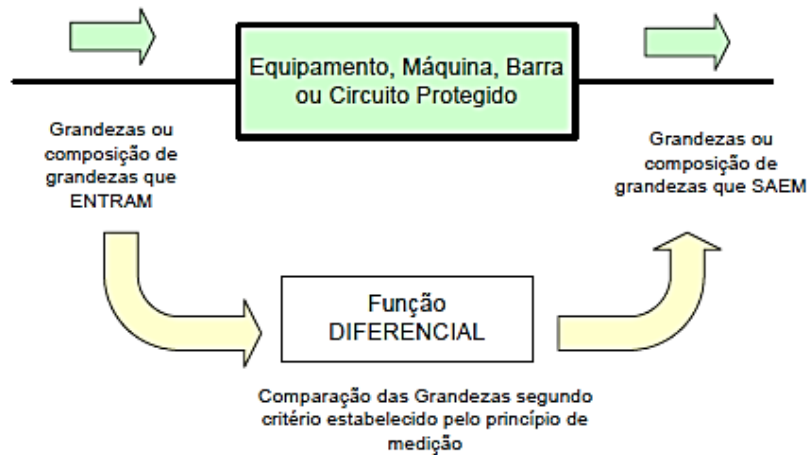 Equipamento, Máquina, Barra
ou Circuito Protegido
Grandezas ou
composição de
grandezas que
ENTRAM
Grandezas ou
composição de
grandezas que SAEM
Função
DIFERENCIAL
Comparação das Grandezas segundo
critério estabelecido pelo princípio de
medição